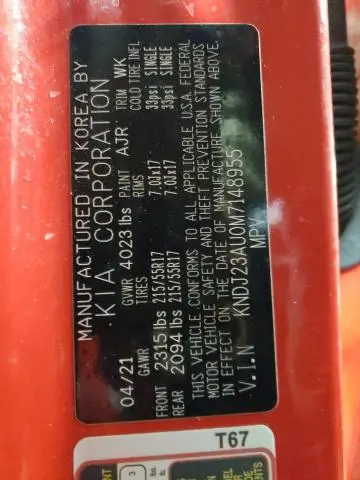 MANUFACTURED IN KOREA BY
KIA CORPORATION
04/21 GVWR 4023 lbs PAINT AJR TRIM WK
GAWR TIRES RIMS COLD TIRE INFL
FRONT 2315 lbs 215/55R17 7.0Jx17 33psi SINGLE
REAR 2094 lbs 215/55R17 7.0Jx17 33psi SINGLE
THIS VEHICLE CONFORMS TO ALL APPLICABLE U.S.A. FEDERAL
MOTOR VEHICLE SAFETY AND THEFT PREVENTION STANDARDS
IN EFFECT ON THE DATE OF MANUFACTURE SHOWN ABOVE.
V.I.N KNDJ23AU0M7148955
MPV
T67
3